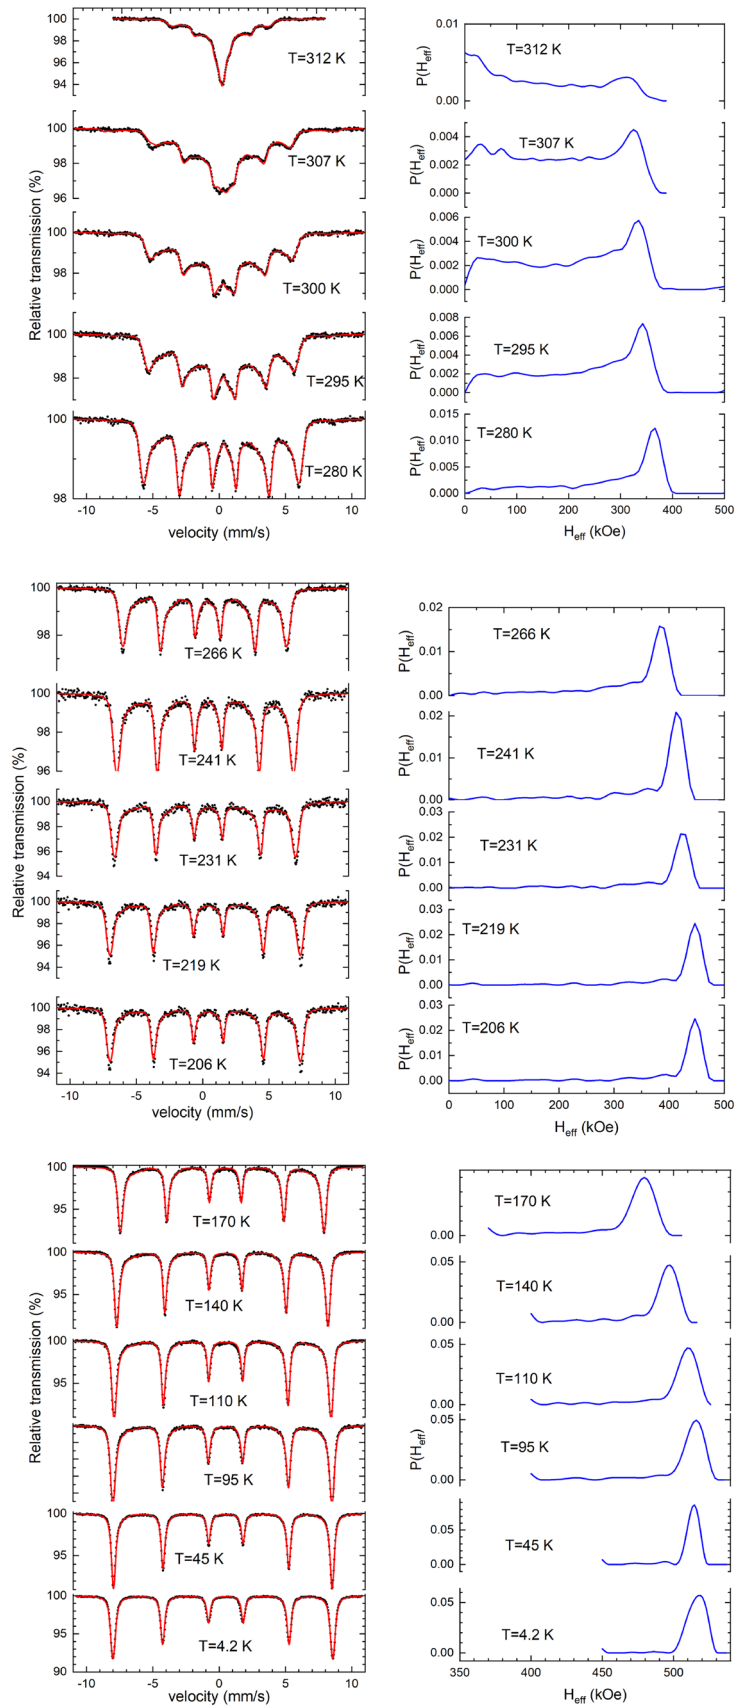 100
98
96
94
T=312 K
100
98
96
T=307 K
100
98
T=300 K
100
98
T=295 K
100
98
T=280 K
Relative transmission (%)
-10 -5 0 5 10
velocity (mm/s)
0.01
0.00
P(Heff)
T=312 K
0.004
0.002
0.000
P(Heff)
T=307 K
0.006
0.004
0.002
0.000
P(Heff)
T=300 K
0.008
0.006
0.004
0.002
0.000
P(Heff)
T=295 K
0.015
0.010
0.005
0.000
P(Heff)
T=280 K
0 100 200 300 400 500
Heff (kOe)
100
98
T=266 K
100
98
96
T=241 K
100
98
96
94
T=231 K
100
98
96
94
T=219 K
100
98
96
94
T=206 K
Relative transmission (%)
-10 -5 0 5 10
velocity (mm/s)
0.02
0.01
0.00
P(Heff)
T=266 K
0.02
0.01
0.00
P(Heff)
T=241 K
0.03
0.02
0.01
0.00
P(Heff)
T=231 K
0.03
0.02
0.01
0.00
P(Heff)
T=219 K
0.03
0.02
0.01
0.00
P(Heff)
T=206 K
0 100 200 300 400 500
Heff (kOe)
100
95
T=170 K
100
95
T=140 K
100
95
T=110 K
100
95
T=95 K
100
95
T=45 K
100
95
90
T=4.2 K
Relative transmission (%)
-10 -5 0 5 10
velocity (mm/s)
0.00
T=170 K
0.05
0.00
T=140 K
0.05
0.00
T=110 K
0.05
0.00
T=95 K
P(Heff)
0.05
0.00
T=45 K
0.05
0.00
T=4.2 K
350 400 450 500
Heff (kOe)